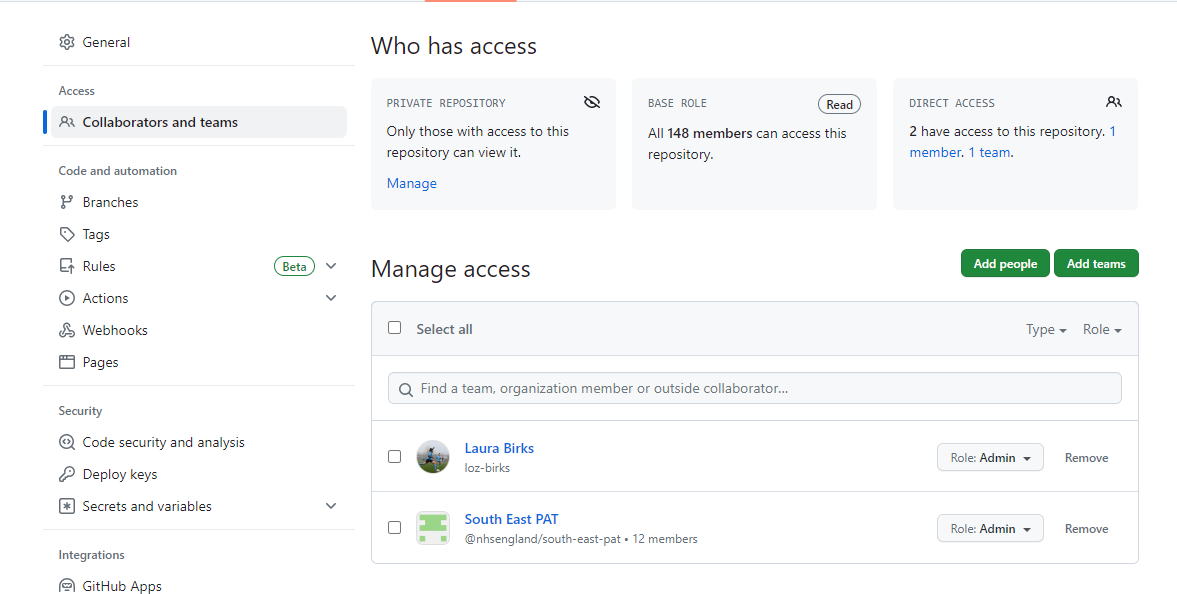 General
Access
Collaborators and teams
Code and automation
Branches
Tags
Rules Beta
Actions
Webhooks
Pages
Security
Code security and analysis
Deploy keys
Secrets and variables
Integrations
GitHub Apps
Who has access
PRIVATE REPOSITORY
Only those with access to this
repository can view it.
Manage
BASE ROLE Read
All 148 members can access this
repository.
DIRECT ACCESS
2 have access to this repository. 1
member. 1 team.
Manage access
Add people Add teams
Select all Type Role
Find a team, organization member or outside collaborator...
Laura Birks
loz-birks
Role: Admin Remove
South East PAT
@nhsengland/south-east-pat • 12 members
Role: Admin Remove